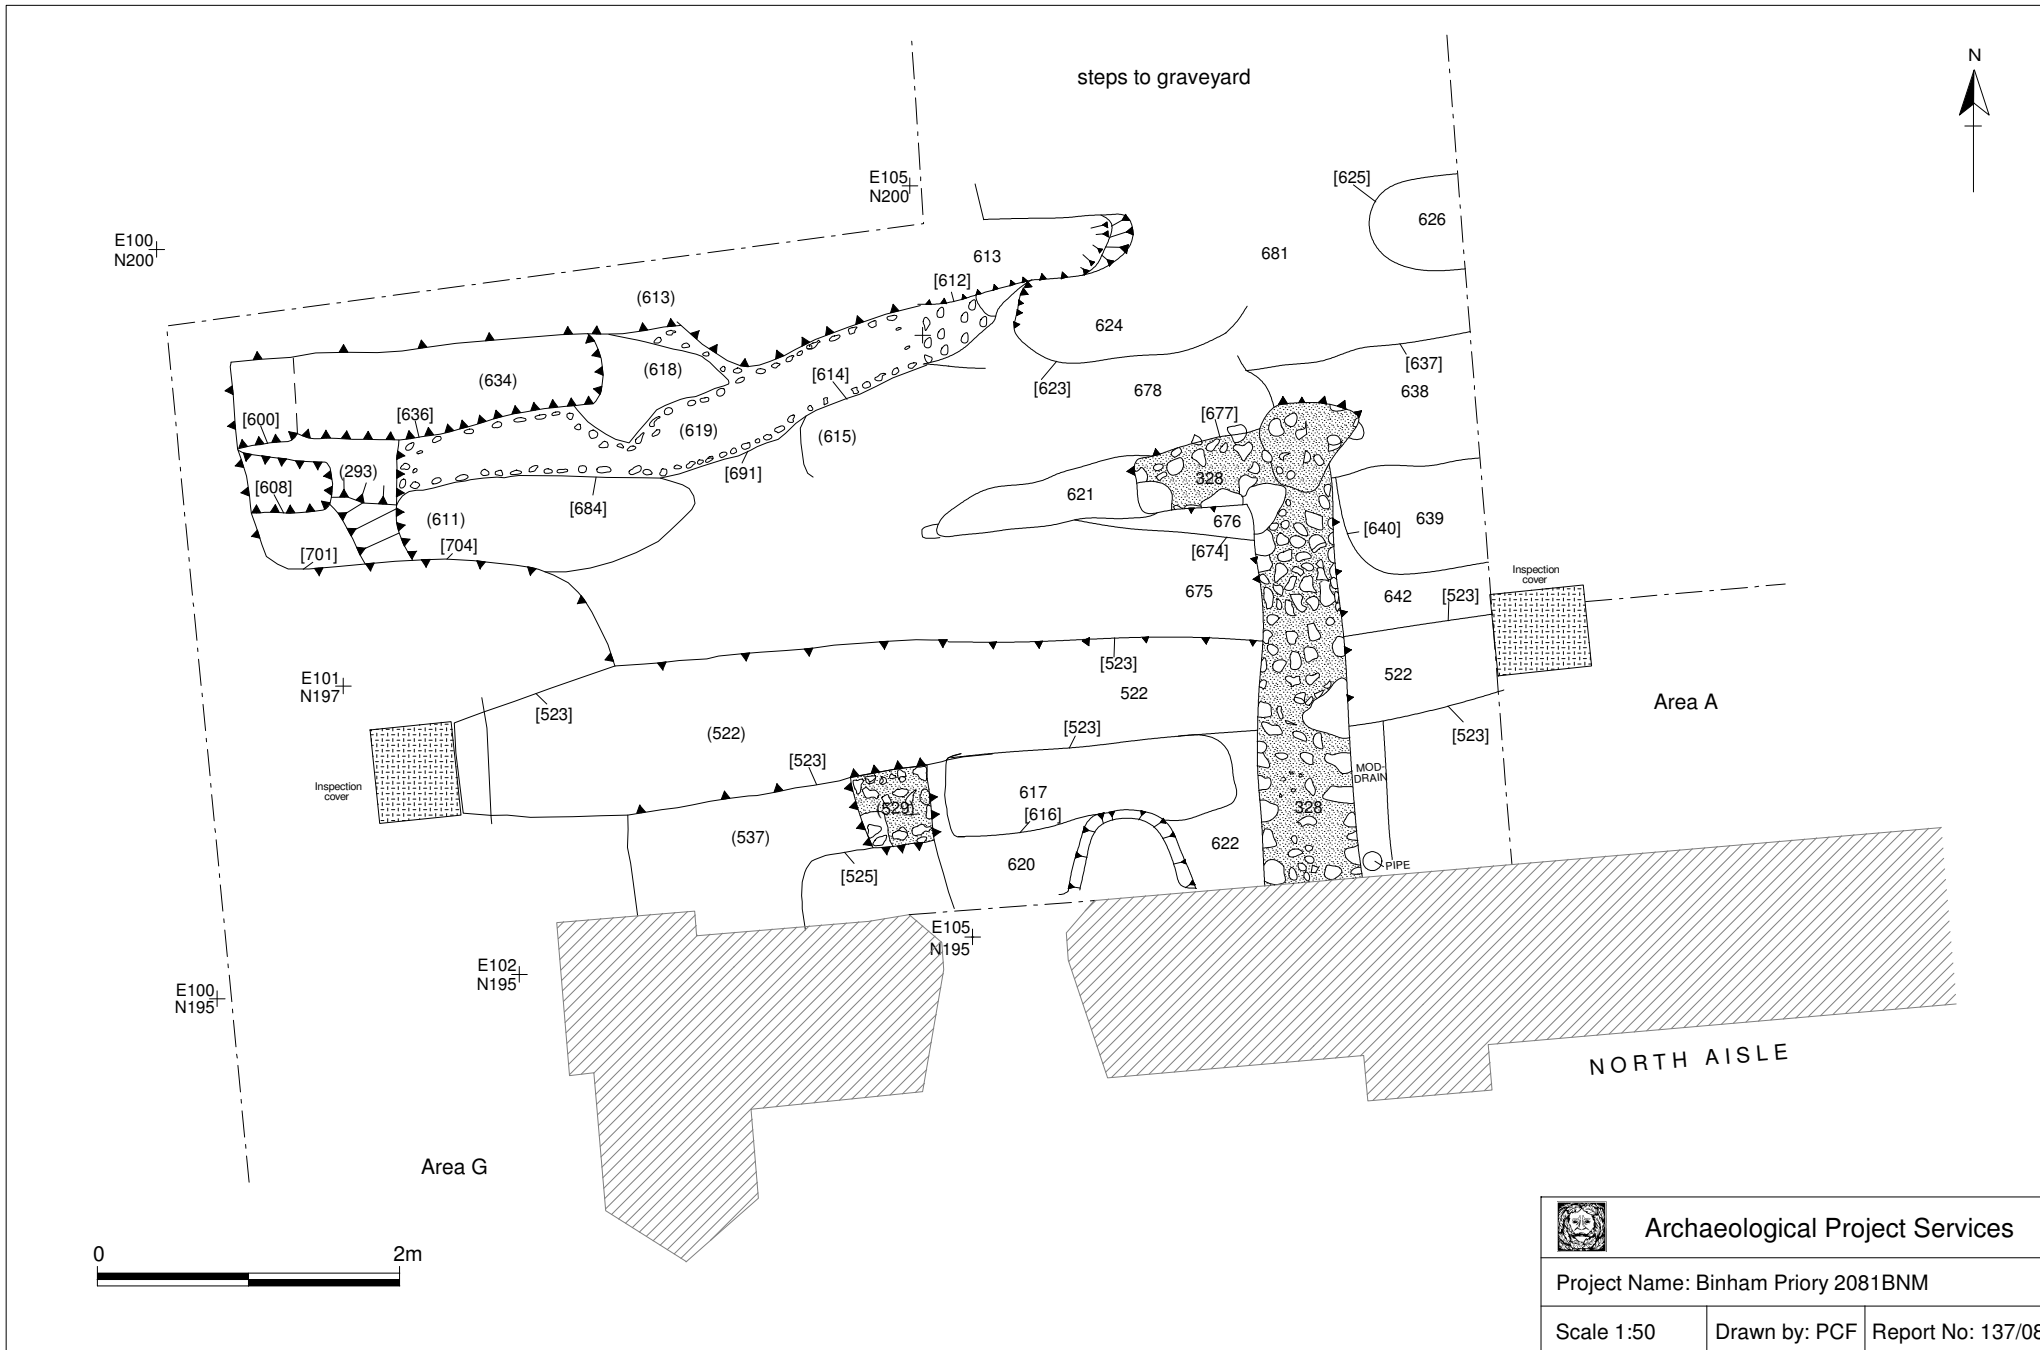 steps to graveyard
N
E105
N200
[625]
626
E100
N200
613
681
[612]
(613)
624
[637]
(618)
[614]
[623]
678
638
(634)
[600]
[636]
(619)
(615)
[677]
(293)
[691]
328
[608]
621
(611)
[684]
676
[640]
639
[701]
[704]
[674]
675
Inspection
cover
642
[523]
[523]
522
E101
N197
[523]
522
Area A
(522)
[523]
[523]
[523]
MOD-
DRAIN
Inspection
cover
617
(529)
[616]
328
(537)
622
[525]
620
PIPE
E105
N195
E102
N195
E100
N195
NORTH AISLE
Area G
0
2m
Archaeological Project Services
Project Name: Binham Priory 2081BNM
Scale 1:50
Drawn by: PCF
Report No: 137/08